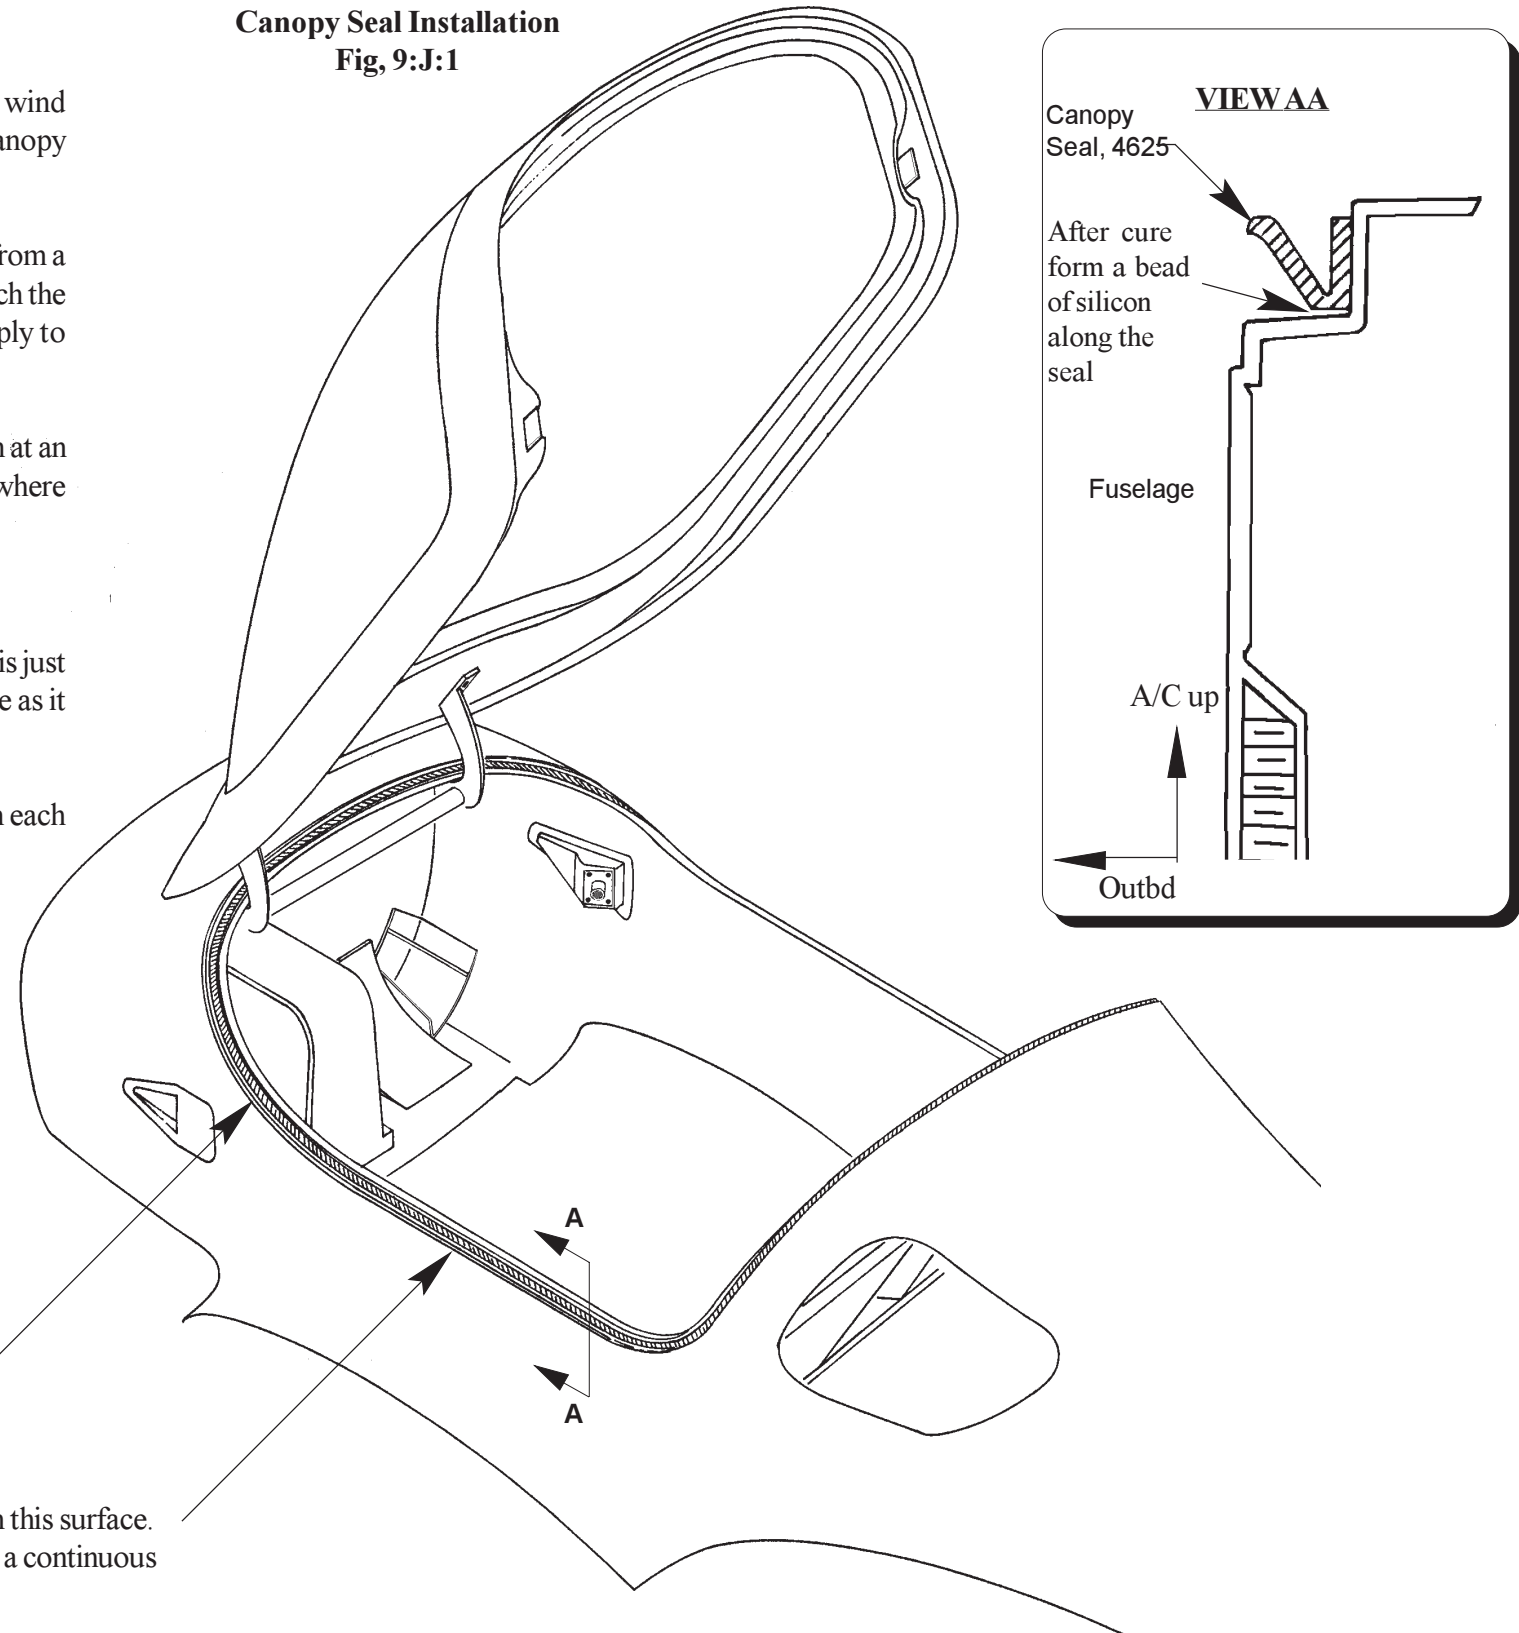 Canopy Seal Installation
Fig, 9:J:1
wind
anopy
rom a
ch the
ply to
n at an
where
is just
e as it
n each
VIEW AA
Canopy
Seal, 4625
After cure
form a bead
of silicon
along the
seal
Fuselage
A/C up
Outbd
A
A
n this surface.
a continuous